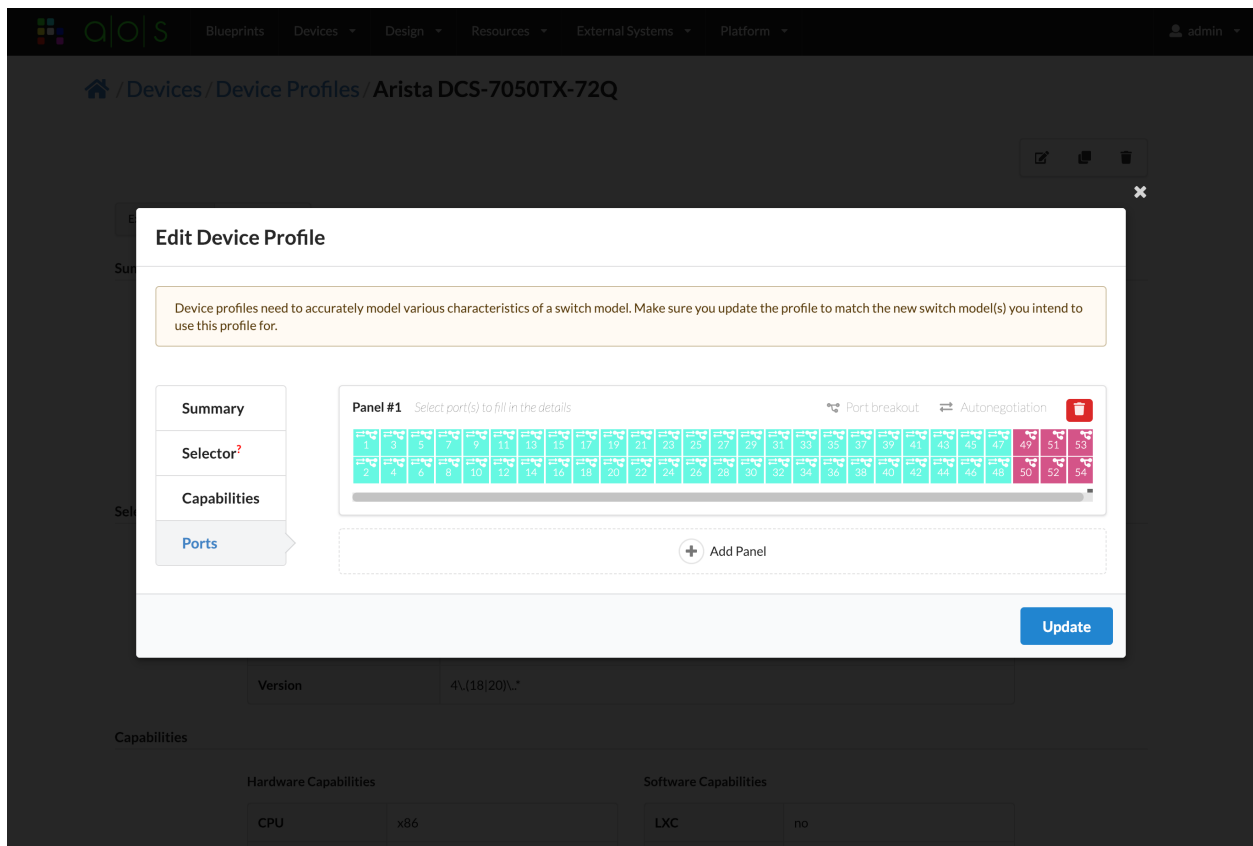 a|o|s Blueprints Devices Design Resources External Systems Platform admin
/ Devices / Device Profiles / Arista DCS-7050TX-72Q
E
Edit Device Profile
Sum
Device profiles need to accurately model various characteristics of a switch model. Make sure you update the profile to match the new switch model(s) you intend to
use this profile for.
Summary
Selector?
Capabilities
Ports
Panel #1 Select port(s) to fill in the details Port breakout Autonegotiation
1 3 5 7 9 11 13 15 17 19 21 23 25 27 29 31 33 35 37 39 41 43 45 47 49 51 53
2 4 6 8 10 12 14 16 18 20 22 24 26 28 30 32 34 36 38 40 42 44 46 48 50 52 54
Sele
Add Panel
Update
Version 4\.(18|20)\..*
Capabilities
Hardware Capabilities Software Capabilities
CPU x86 LXC no